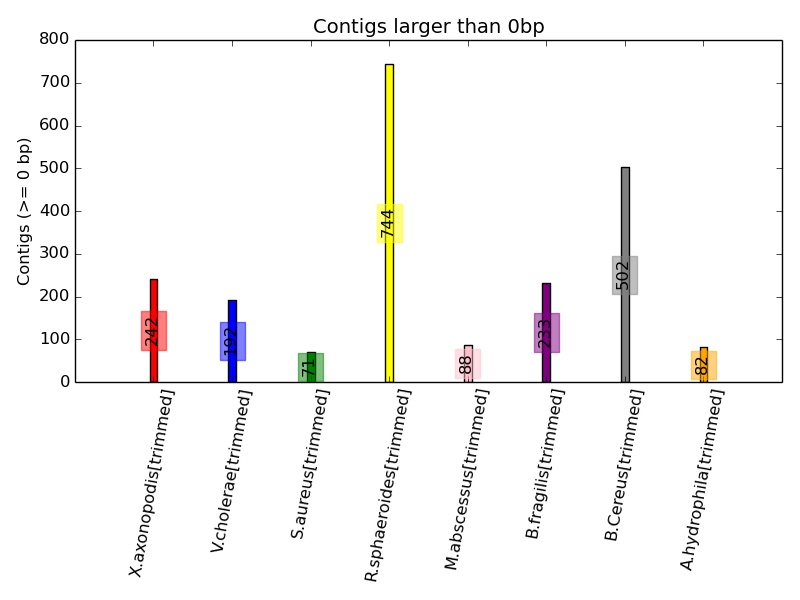 Contigs larger than 0bp
Contigs (>= 0 bp)
800
700
600
500
400
300
200
100
0
242
192
71
744
88
233
502
82
X.axonopodis[trimmed]
V.cholerae[trimmed]
S.aureus[trimmed]
R.sphaeroides[trimmed]
M.abscessus[trimmed]
B.fragilis[trimmed]
B.Cereus[trimmed]
A.hydrophila[trimmed]